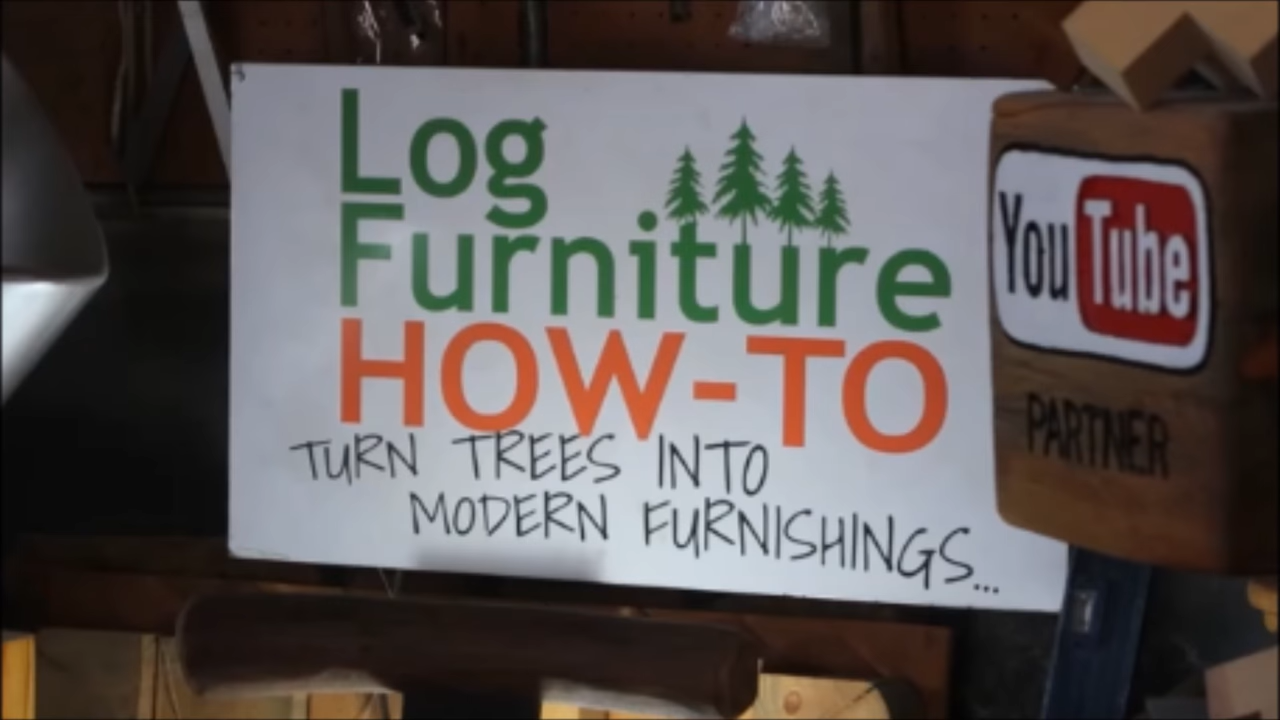 Log
Furniture
HOW-TO
TURN TREES INTO
MODERN FURNISHINGS...
YouTube
PARTNER